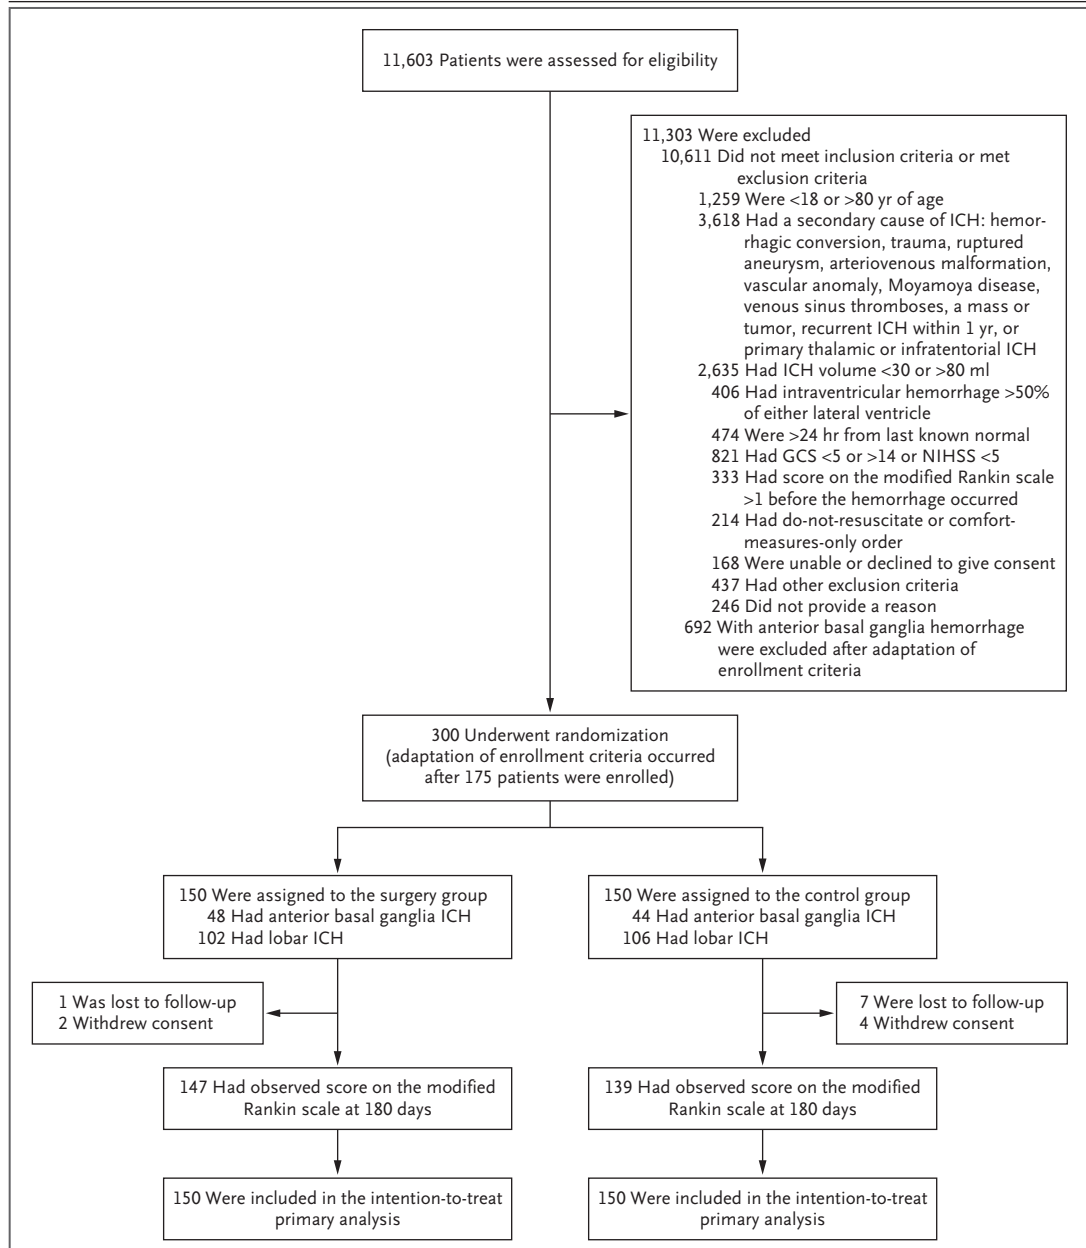 11,603 Patients were assessed for eligibility
11,303 Were excluded
10,611 Did not meet inclusion criteria or met
exclusion criteria
1,259 Were <18 or >80 yr of age
3,618 Had a secondary cause of ICH: hemor-
rhagic conversion, trauma, ruptured
aneurysm, arteriovenous malformation,
vascular anomaly, Moyamoya disease,
venous sinus thromboses, a mass or
tumor, recurrent ICH within 1 yr, or
primary thalamic or infratentorial ICH
2,635 Had ICH volume <30 or >80 ml
406 Had intraventricular hemorrhage >50%
of either lateral ventricle
474 Were >24 hr from last known normal
821 Had GCS <5 or >14 or NIHSS <5
333 Had score on the modified Rankin scale
>1 before the hemorrhage occurred
214 Had do-not-resuscitate or comfort-
measures-only order
168 Were unable or declined to give consent
437 Had other exclusion criteria
246 Did not provide a reason
692 With anterior basal ganglia hemorrhage
were excluded after adaptation of
enrollment criteria
300 Underwent randomization
(adaptation of enrollment criteria occurred
after 175 patients were enrolled)
150 Were assigned to the surgery group
48 Had anterior basal ganglia ICH
102 Had lobar ICH
150 Were assigned to the control group
44 Had anterior basal ganglia ICH
106 Had lobar ICH
1 Was lost to follow-up
2 Withdrew consent
7 Were lost to follow-up
4 Withdrew consent
147 Had observed score on the modified
Rankin scale at 180 days
139 Had observed score on the modified
Rankin scale at 180 days
150 Were included in the intention-to-treat
primary analysis
150 Were included in the intention-to-treat
primary analysis